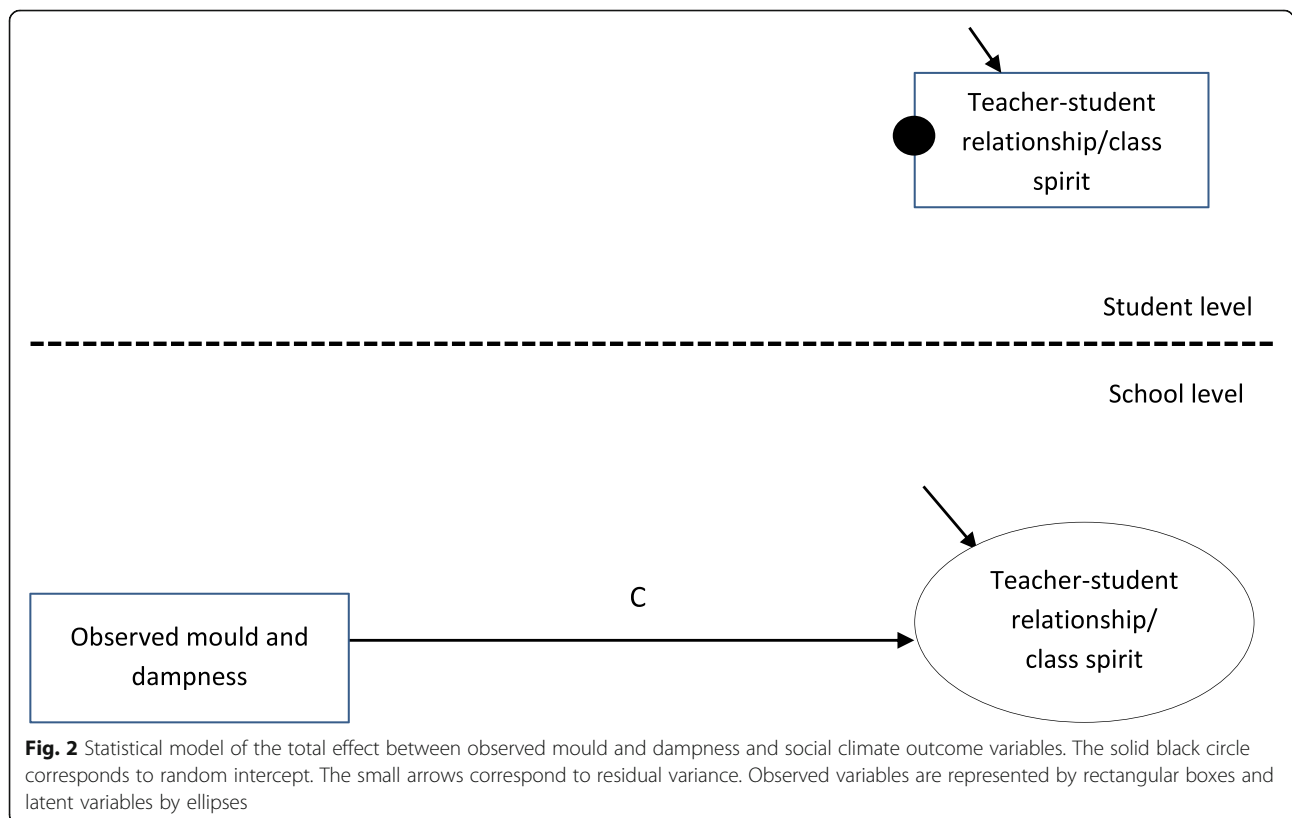 Teacher-student
relationship/class
spirit
Student level
School level
C
Teacher-student
relationship/
class spirit
Observed mould and
dampness
Fig. 2 Statistical model of the total effect between observed mould and dampness and social climate outcome variables. The solid black circle
corresponds to random intercept. The small arrows correspond to residual variance. Observed variables are represented by rectangular boxes and
latent variables by ellipses